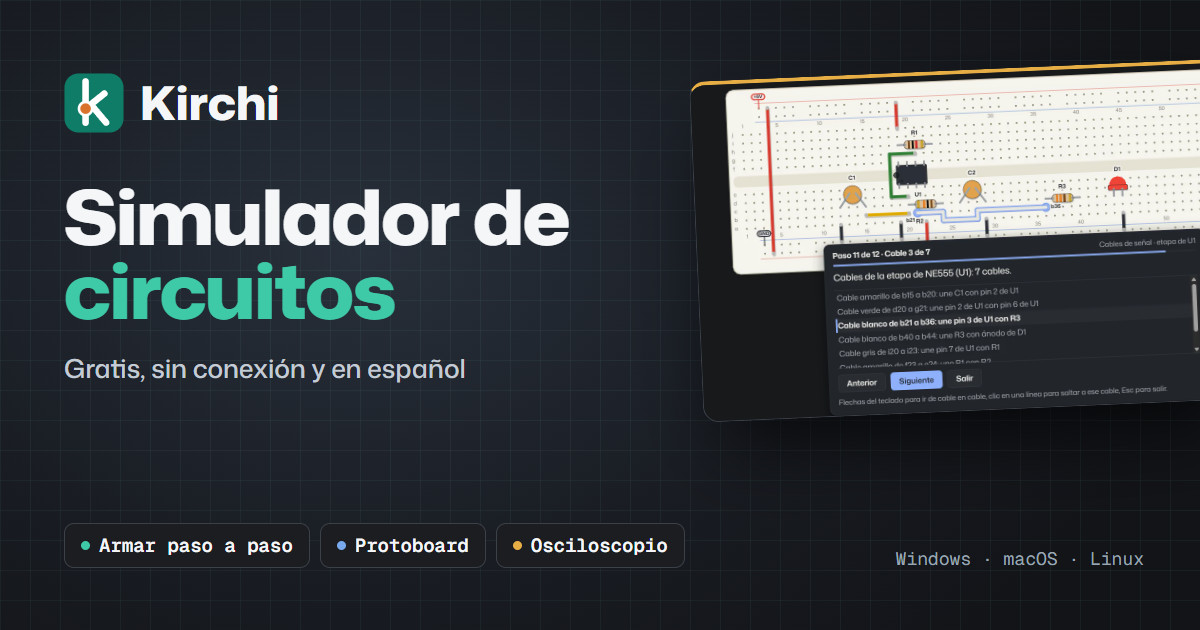 Kirchi
Simulador de
circuitos
Gratis, sin conexión y en español
Armar paso a paso
Protoboard
Osciloscopio
Windows · macOS · Linux
R1
C1
C2
U1
R3
D1
b21
R2
b36
Paso 11 de 12 · Cable 3 de 7
Cables de señal · etapa de U1
Cables de la etapa de NE555 (U1): 7 cables.
Cable amarillo de b15 a b20: une C1 con pin 2 de U1
Cable verde de d20 a g21: une pin 2 de U1 con pin 6 de U1
Cable blanco de b21 a b36: une pin 3 de U1 con R3
Cable blanco de b40 a b44: une R3 con ánodo de D1
Cable gris de i20 a i23: une pin 7 de U1 con R1
Anterior
Siguiente
Salir
Flechas del teclado para ir de cable en cable, clic en una línea para saltar a ese cable, Esc para salir.